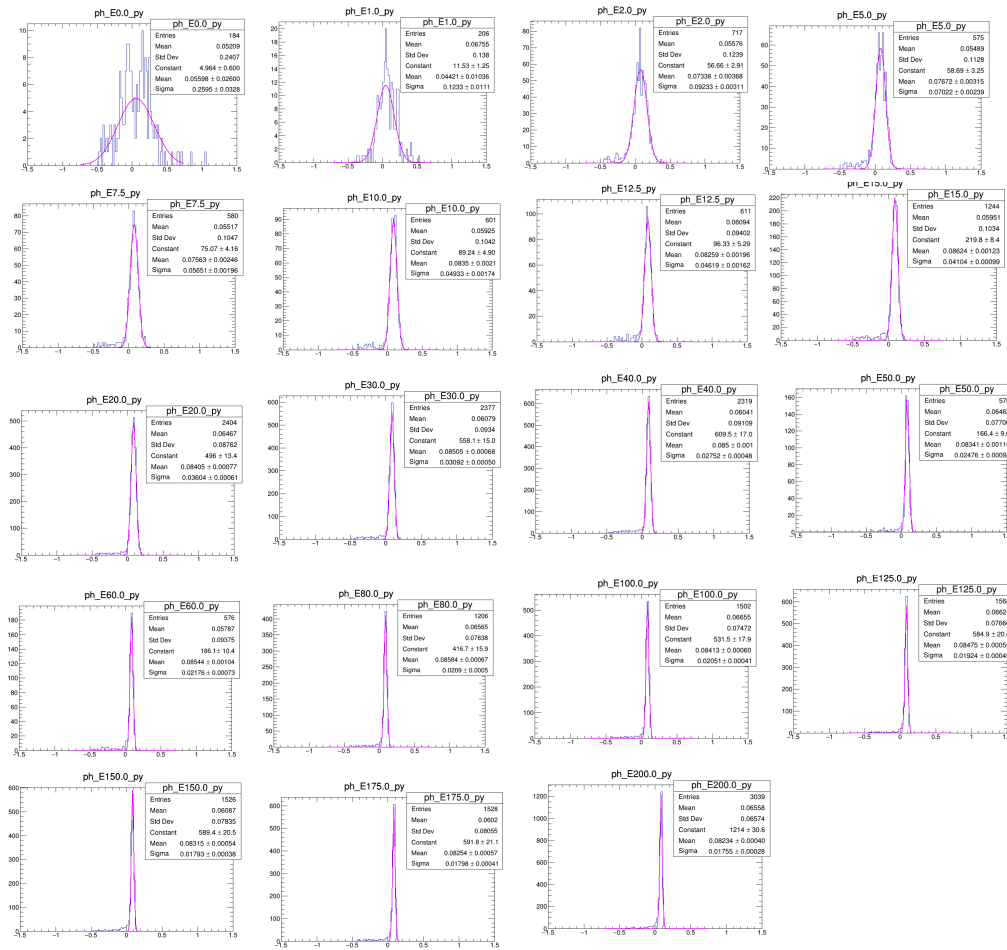 ph_E0.0_py
ph_E0.0_py
Entries 184
Mean 0.05209
Std Dev 0.2407
Constant 4.964 ± 0.600
Mean 0.05598 ± 0.02600
Sigma 0.2595 ± 0.0328
ph_E1.0_py
ph_E1.0_py
Entries 206
Mean 0.06755
Std Dev 0.138
Constant 11.53 ± 1.25
Mean 0.04421 ± 0.01036
Sigma 0.1233 ± 0.0111
ph_E2.0_py
ph_E2.0_py
Entries 717
Mean 0.05576
Std Dev 0.1239
Constant 56.66 ± 2.91
Mean 0.07338 ± 0.00368
Sigma 0.09233 ± 0.00311
ph_E5.0_py
ph_E5.0_py
Entries 575
Mean 0.05489
Std Dev 0.1128
Constant 58.69 ± 3.25
Mean 0.07672 ± 0.00315
Sigma 0.07022 ± 0.00239
ph_E7.5_py
ph_E7.5_py
Entries 580
Mean 0.05517
Std Dev 0.1047
Constant 75.07 ± 4.16
Mean 0.07563 ± 0.00246
Sigma 0.05651 ± 0.00196
ph_E10.0_py
ph_E10.0_py
Entries 601
Mean 0.05925
Std Dev 0.1042
Constant 89.24 ± 4.90
Mean 0.0835 ± 0.0021
Sigma 0.04933 ± 0.00174
ph_E12.5_py
ph_E12.5_py
Entries 611
Mean 0.06094
Std Dev 0.09402
Constant 96.33 ± 5.29
Mean 0.08259 ± 0.00196
Sigma 0.04619 ± 0.00162
ph_E15.0_py
ph_E15.0_py
Entries 1244
Mean 0.05951
Std Dev 0.1034
Constant 219.8 ± 8.4
Mean 0.08624 ± 0.00123
Sigma 0.04104 ± 0.00099
ph_E20.0_py
ph_E20.0_py
Entries 2404
Mean 0.06467
Std Dev 0.08762
Constant 496 ± 13.4
Mean 0.08405 ± 0.00077
Sigma 0.03604 ± 0.00061
ph_E30.0_py
ph_E30.0_py
Entries 2377
Mean 0.06079
Std Dev 0.0934
Constant 558.1 ± 15.0
Mean 0.08505 ± 0.00068
Sigma 0.03092 ± 0.00050
ph_E40.0_py
ph_E40.0_py
Entries 2319
Mean 0.06041
Std Dev 0.09109
Constant 609.5 ± 17.0
Mean 0.085 ± 0.001
Sigma 0.02752 ± 0.00048
ph_E50.0_py
ph_E50.0_py
Entries
Mean
Std Dev
Constant 166.4 ±
Mean 0.08341 ±
Sigma 0.02476 ±
ph_E60.0_py
ph_E60.0_py
Entries 576
Mean 0.05787
Std Dev 0.09375
Constant 186.1 ± 10.4
Mean 0.08544 ± 0.00104
Sigma 0.02176 ± 0.00073
ph_E80.0_py
ph_E80.0_py
Entries 1206
Mean 0.06565
Std Dev 0.07838
Constant 416.7 ± 15.9
Mean 0.08584 ± 0.00067
Sigma 0.0209 ± 0.0005
ph_E100.0_py
ph_E100.0_py
Entries 1502
Mean 0.06655
Std Dev 0.07472
Constant 531.5 ± 17.9
Mean 0.08413 ± 0.00060
Sigma 0.02051 ± 0.00041
ph_E125.0_py
ph_E125.0_py
Entries
Mean
Std Dev
Constant 584.9 ±
Mean 0.08475 ±
Sigma 0.01924 ±
ph_E150.0_py
ph_E150.0_py
Entries 1526
Mean 0.06087
Std Dev 0.07835
Constant 589.4 ± 20.5
Mean 0.08315 ± 0.00054
Sigma 0.01793 ± 0.00038
ph_E175.0_py
ph_E175.0_py
Entries 1528
Mean 0.0602
Std Dev 0.08055
Constant 591.8 ± 21.1
Mean 0.08254 ± 0.00057
Sigma 0.01798 ± 0.00041
ph_E200.0_py
ph_E200.0_py
Entries 3039
Mean 0.06558
Std Dev 0.06574
Constant 1214 ± 30.6
Mean 0.08234 ± 0.00040
Sigma 0.01755 ± 0.00028